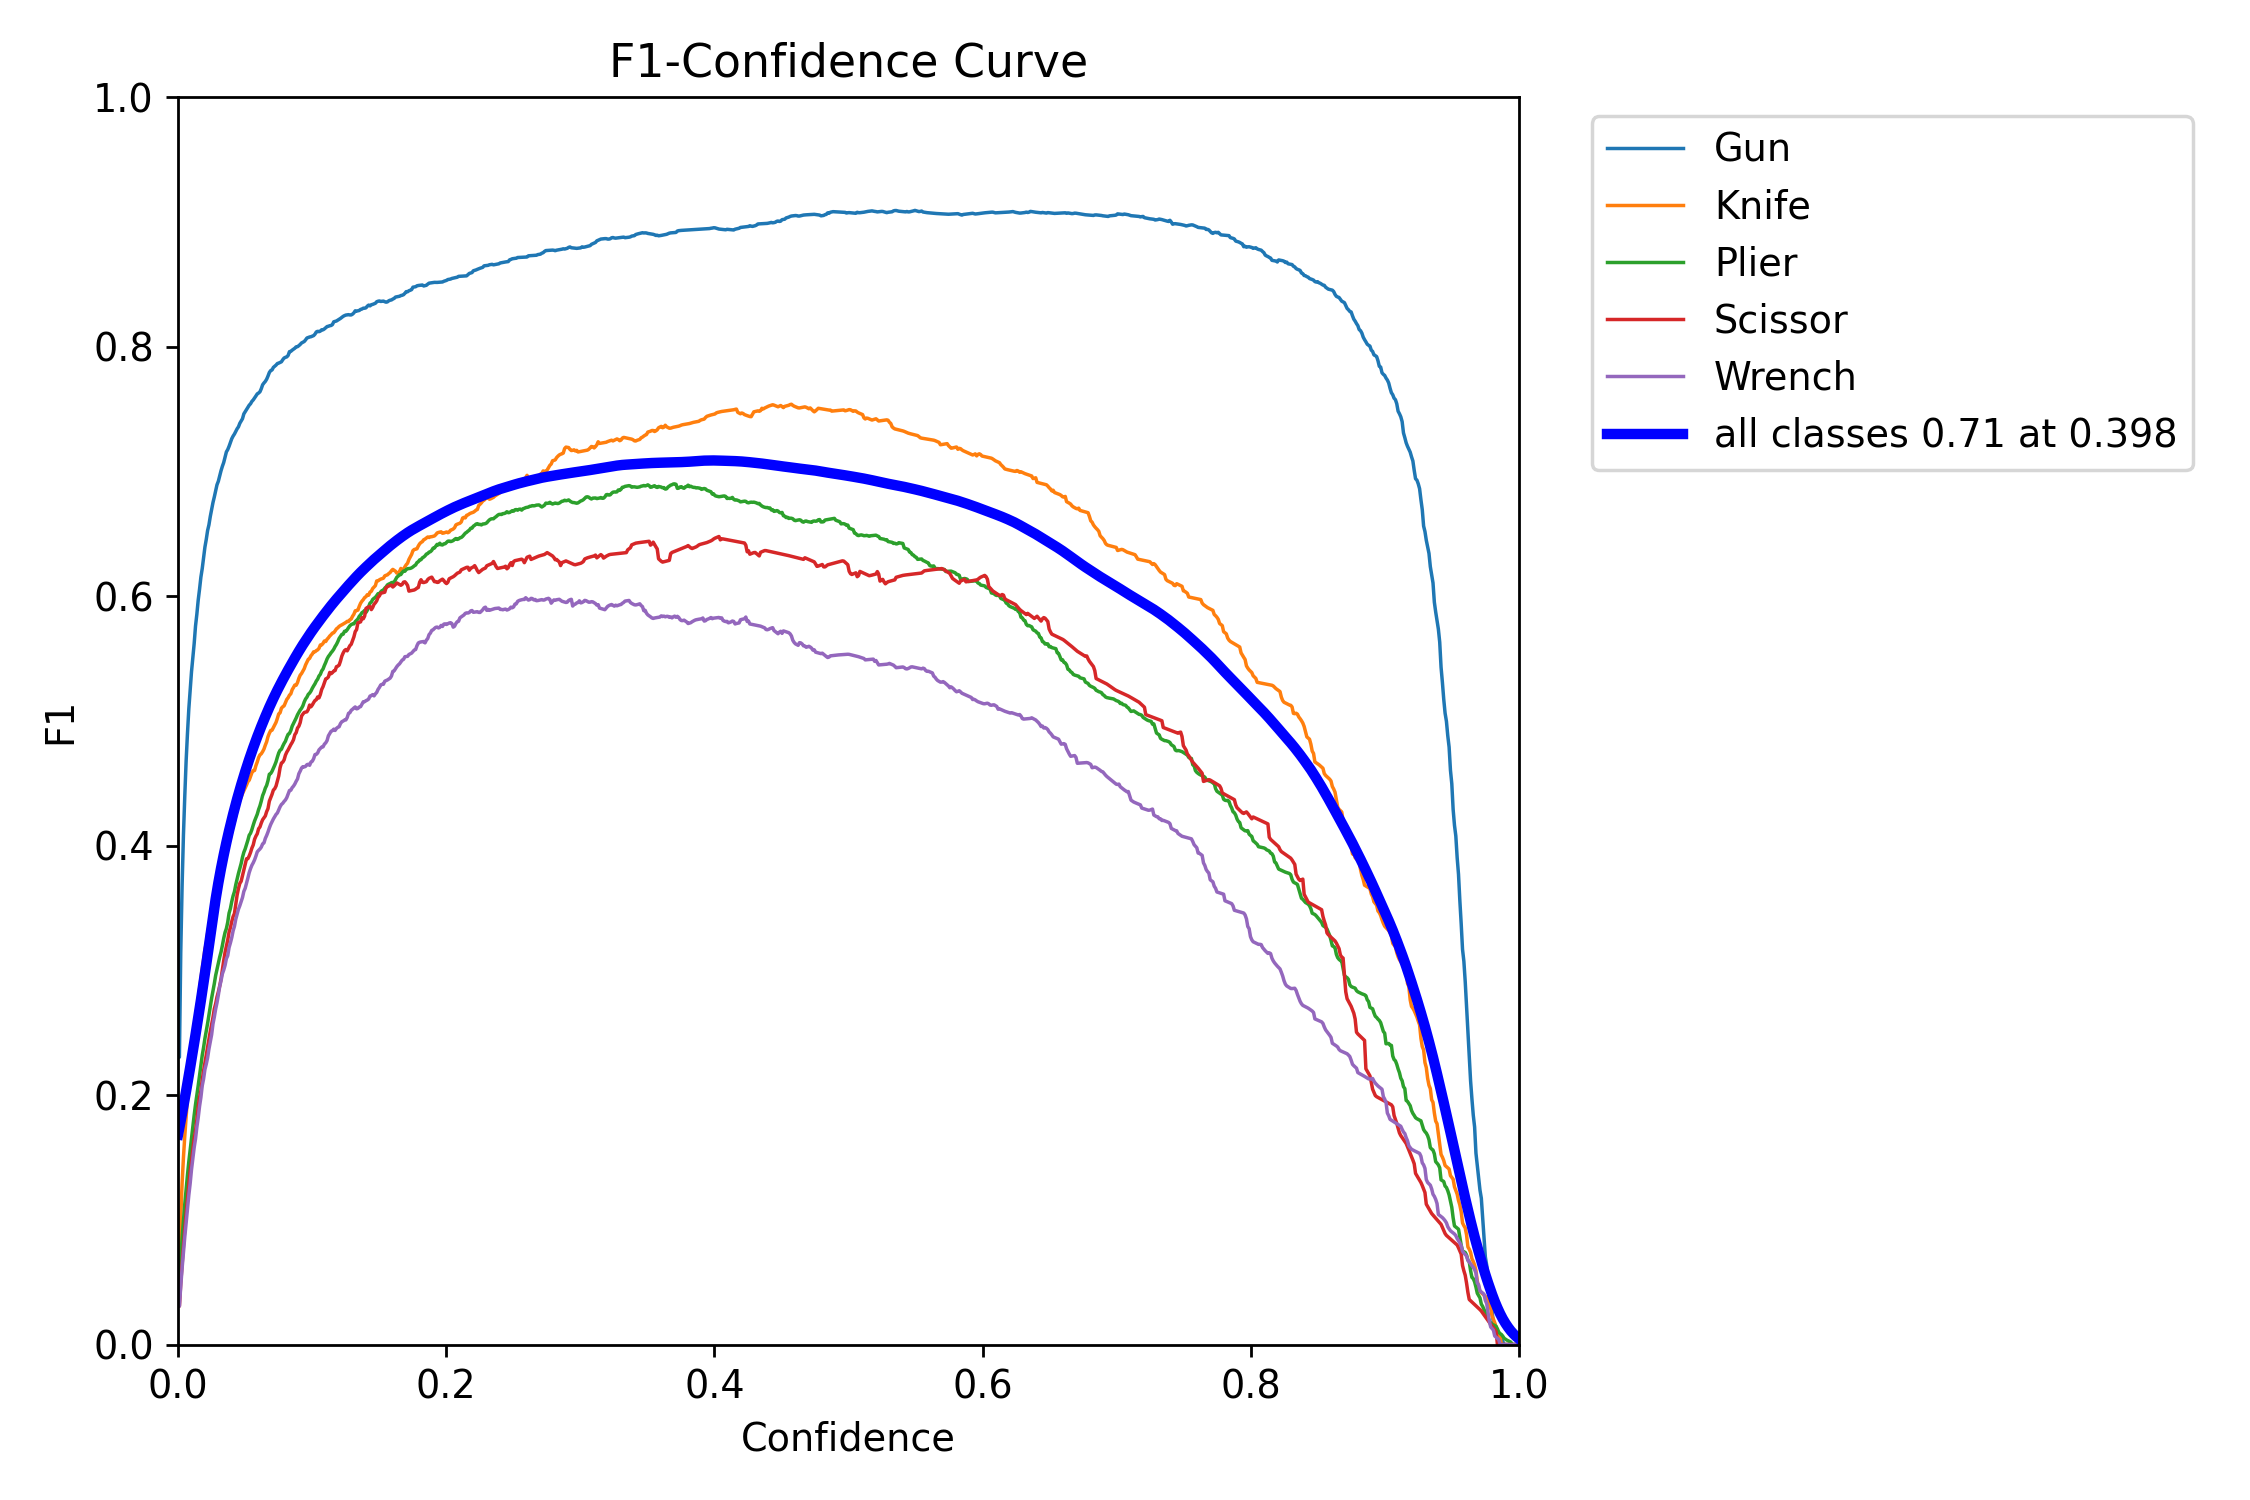 F1-Confidence Curve
1.0
0.8
0.6
0.4
0.2
0.0
F1
0.0 0.2 0.4 0.6 0.8 1.0
Confidence
Gun
Knife
Plier
Scissor
Wrench
all classes 0.71 at 0.398